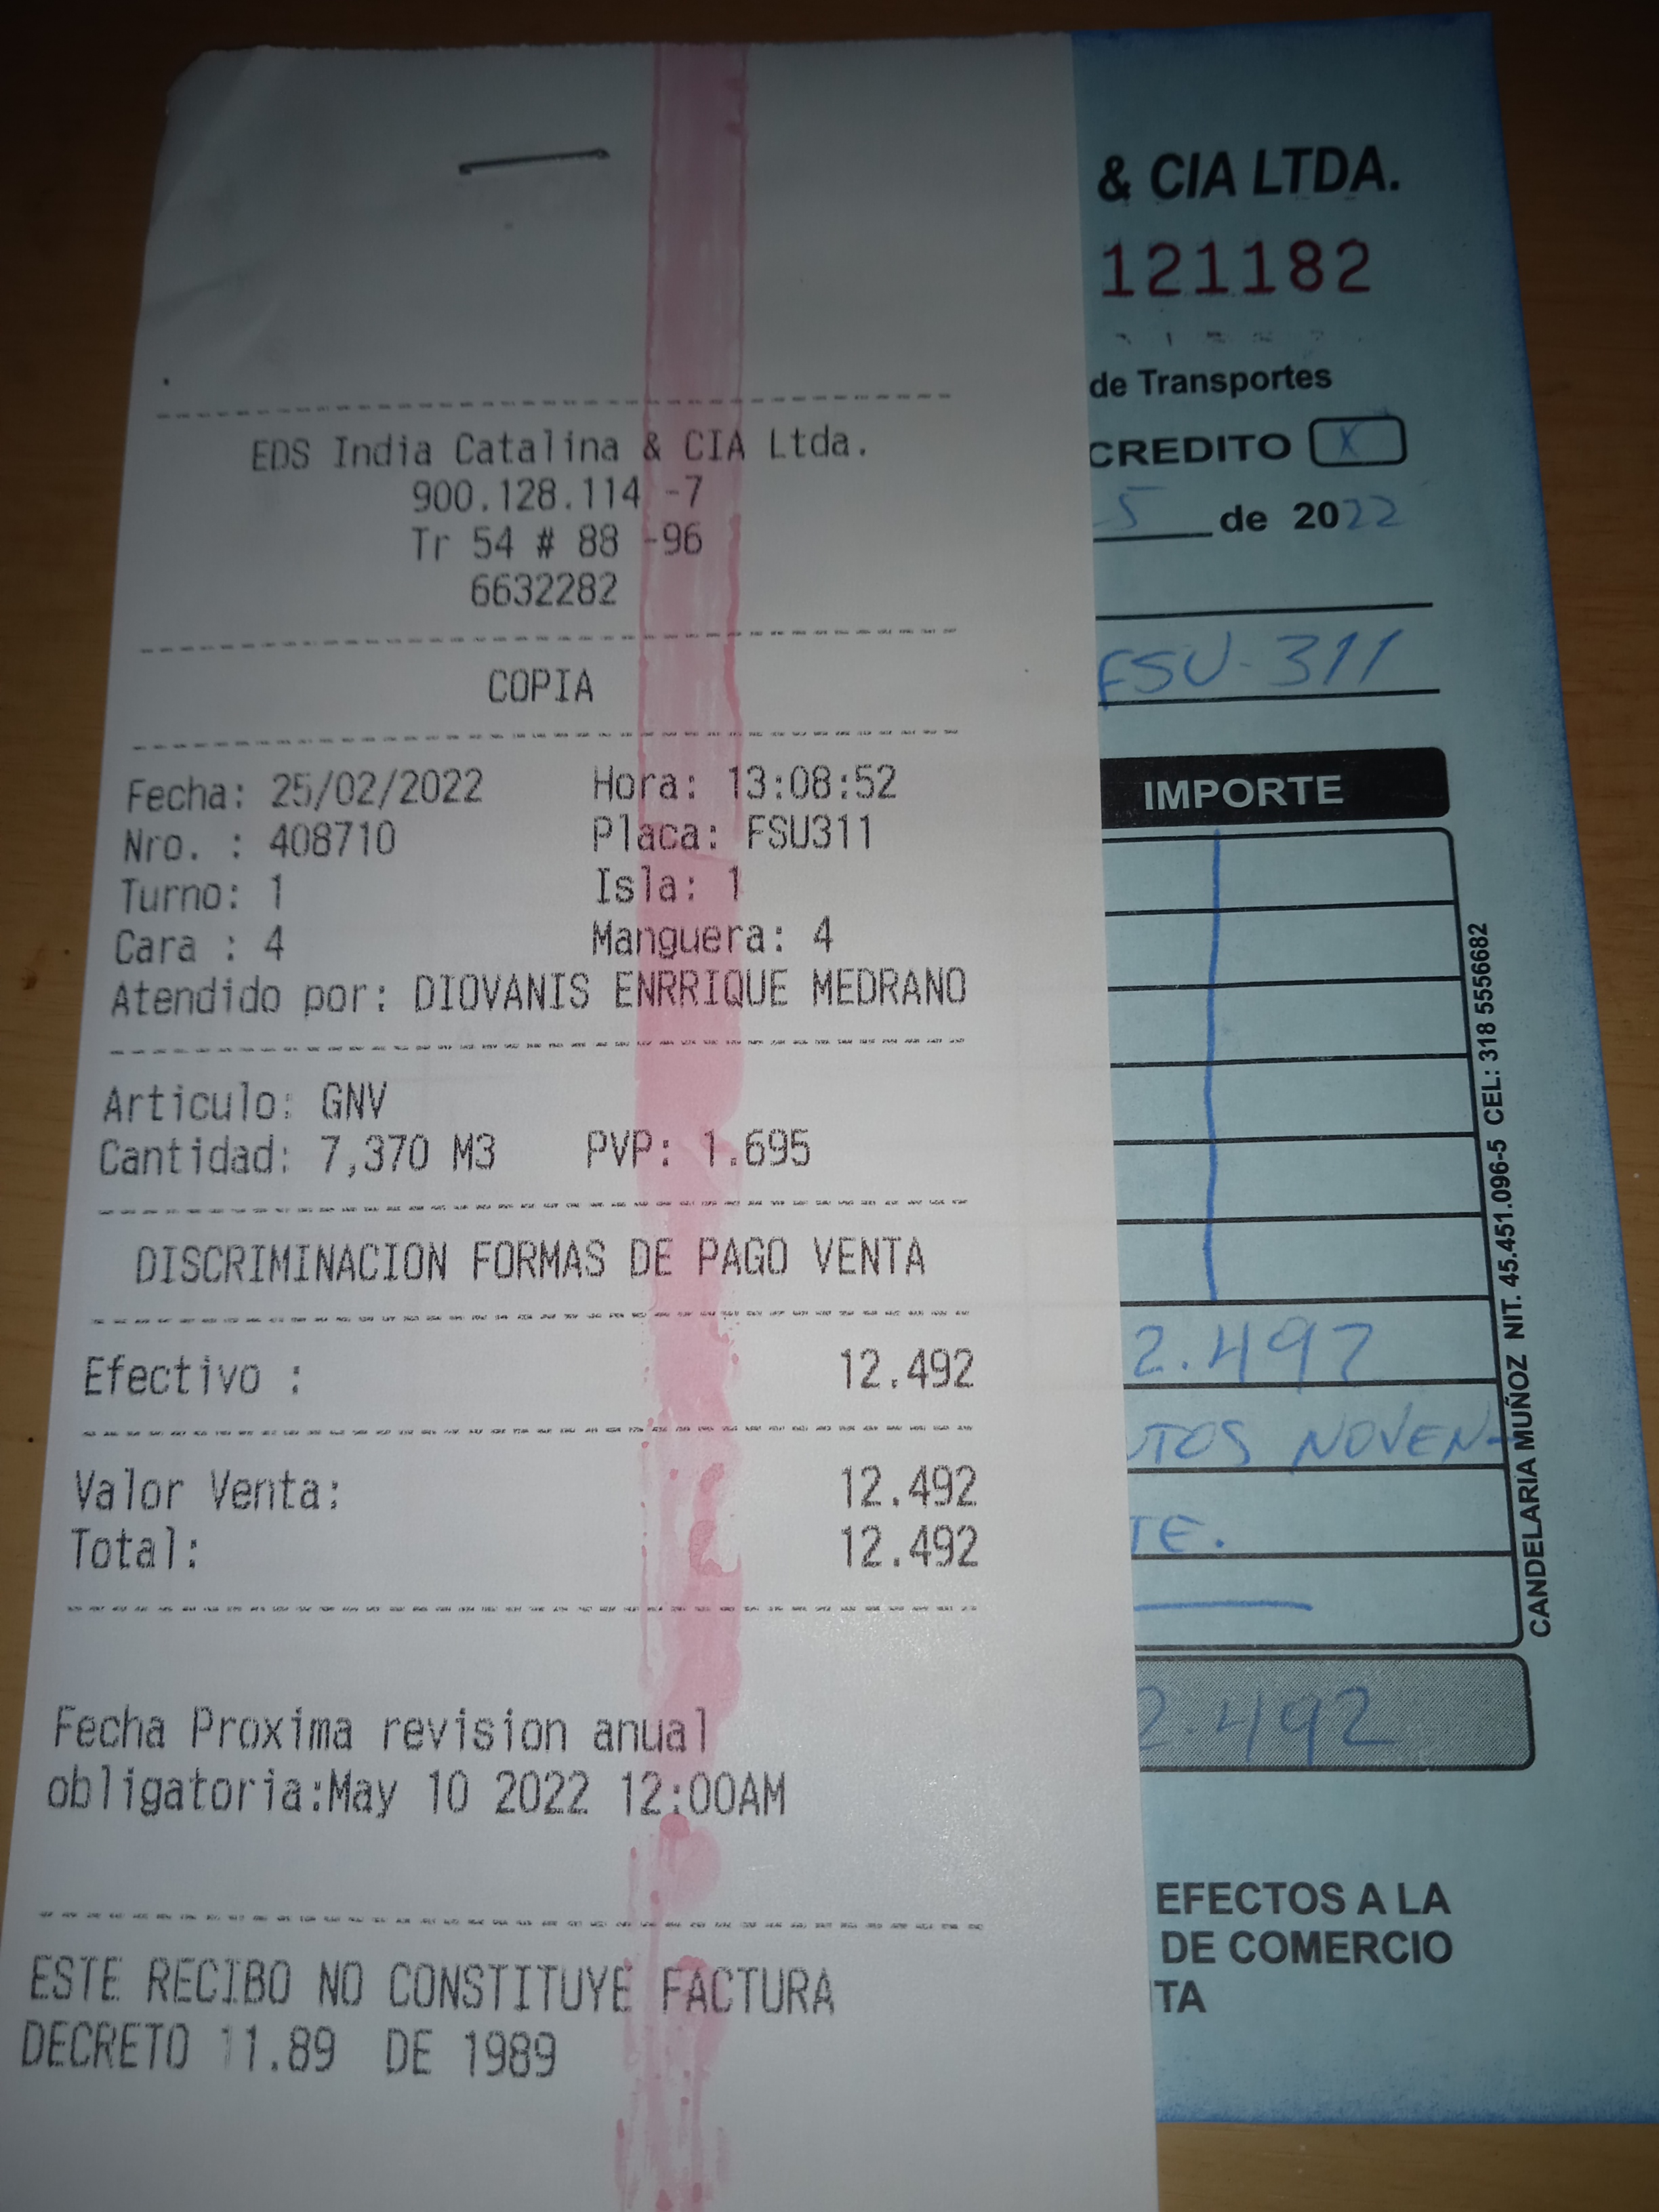 EDS India Catalina & CIA Ltda.
900.128.114 -7
Tr 54 # 88 -96
6632282
COPIA
Fecha: 25/02/2022 Hora: 13:08:52
Nro. : 408710 Placa: FSU311
Turno: 1 Isla: 1
Cara : 4 Manguera: 4
Atendido por: DIOVANIS ENRRIQUE MEDRANO
Articulo: GNV
Cantidad: 7,370 M3 PVP: 1.695
DISCRIMINACION FORMAS DE PAGO VENTA
Efectivo : 12.492
Valor Venta: 12.492
Total: 12.492
Fecha Proxima revision anual
obligatoria:May 10 2022 12:00AM
ESTE RECIBO NO CONSTITUYE FACTURA
DECRETO 11.89 DE 1989
& CIA LTDA.
121182
de Transportes
CREDITO X
5 de 2022
FSU-311
IMPORTE
2.492
TOS NOVEN-
TE.
2 492
EFECTOS A LA
DE COMERCIO
TA
CANDELARIA MUÑOZ NIT. 45.451.096-5 CEL: 318 5556682